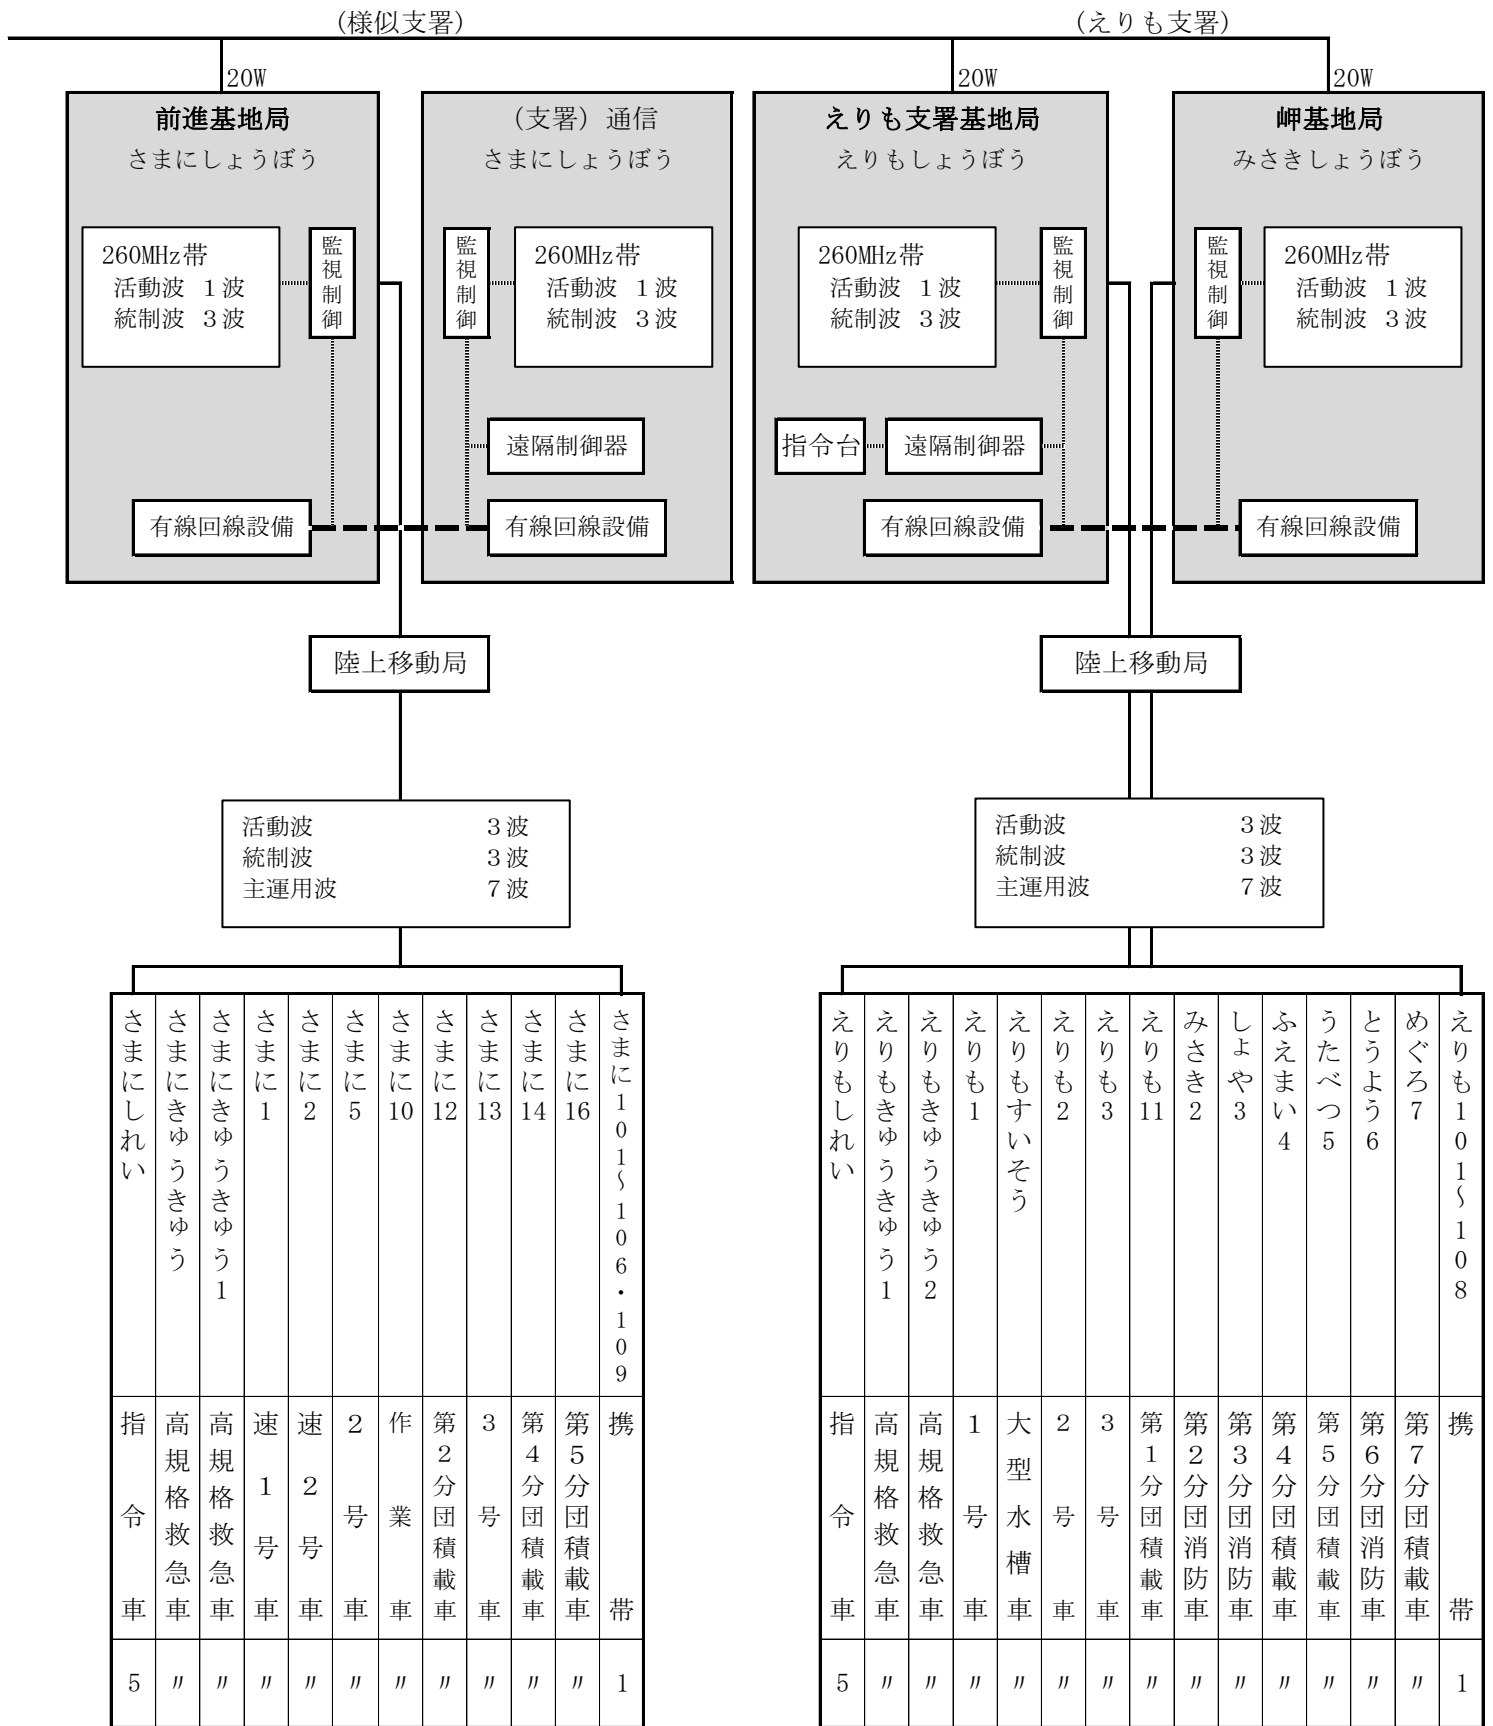 (様似支署)
(えりも支署)
20W
20W
20W
前進基地局
さまにしょうぼう
260MHz帯
活動波 1波
統制波 3波
監視制御
有線回線設備
(支署)通信
さまにしょうぼう
監視制御
260MHz帯
活動波 1波
統制波 3波
遠隔制御器
有線回線設備
えりも支署基地局
えりもしょうぼう
260MHz帯
活動波 1波
統制波 3波
監視制御
指令台
遠隔制御器
有線回線設備
岬基地局
みさきしょうぼう
監視制御
260MHz帯
活動波 1波
統制波 3波
有線回線設備
陸上移動局
陸上移動局
活動波 3波
統制波 3波
主運用波 7波
活動波 3波
統制波 3波
主運用波 7波
さまにしれい 指令車 5
さまにきゅうきゅう 高規格救急車 〃
さまにきゅうきゅう1 高規格救急車 〃
さまに1 速1号車 〃
さまに2 速2号車 〃
さまに5 2号車 〃
さまに10 作業車 〃
さまに12 第2分団積載車 〃
さまに13 3号車 〃
さまに14 第4分団積載車 〃
さまに16 第5分団積載車 〃
さまに101~106・109 携帯 1
えりもしれい 指令車 5
えりもきゅうきゅう1 高規格救急車 〃
えりもきゅうきゅう2 高規格救急車 〃
えりも1 1号車 〃
えりもすいそう 大型水槽車 〃
えりも2 2号車 〃
えりも3 3号車 〃
えりも11 第1分団積載車 〃
みさき2 第2分団消防車 〃
しょや3 第3分団消防車 〃
ふえまい4 第4分団積載車 〃
うたべつ5 第5分団積載車 〃
とうよう6 第6分団消防車 〃
めぐろ7 第7分団積載車 〃
えりも101~108 携帯 1